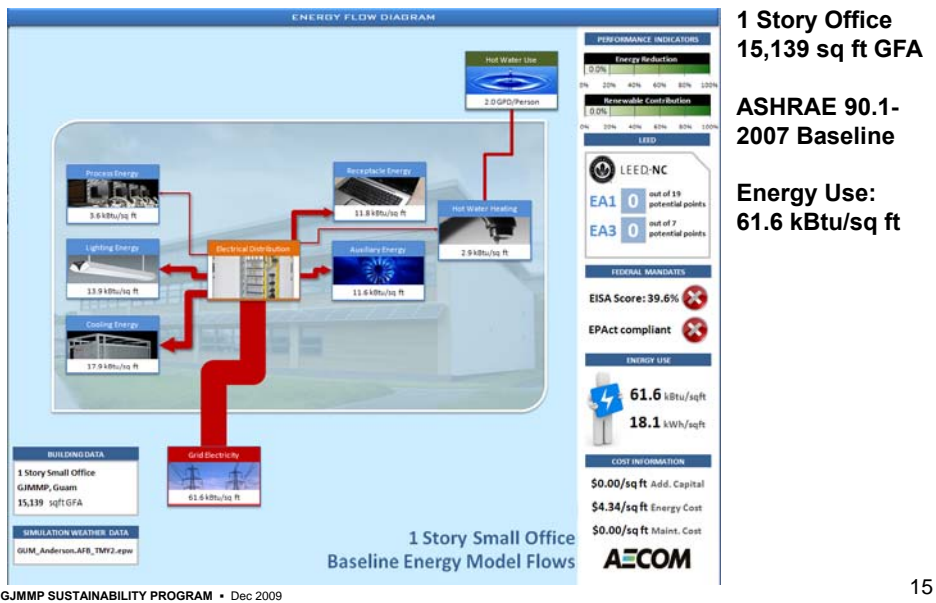 ENERGY FLOW DIAGRAM
Hot Water Use
2.0 GPD/Person
Process Energy
3.6 kBtu/sq ft
Receptacle Energy
11.8 kBtu/sq ft
Hot Water Heating
2.9 kBtu/sq ft
Lighting Energy
13.9 kBtu/sq ft
Electrical Distribution
Auxiliary Energy
11.6 kBtu/sq ft
Cooling Energy
17.9 kBtu/sq ft
Grid Electricity
61.6 kBtu/sq ft
BUILDING DATA
1 Story Small Office
GJMMP, Guam
15,139 sqft GFA
SIMULATION WEATHER DATA
GUM_Anderson.AFB_TMY2.epw
1 Story Small Office
Baseline Energy Model Flows
PERFORMANCE INDICATORS
Energy Reduction
0.0%
0% 20% 40% 60% 80% 100%
Renewable Contribution
0.0%
0% 20% 40% 60% 80% 100%
LEED
LEED-NC
EA1 0 out of 19
potential points
EA3 0 out of 7
potential points
FEDERAL MANDATES
EISA Score: 39.6%
EPAct compliant
ENERGY USE
61.6 kBtu/sqft
18.1 kWh/sqft
COST INFORMATION
$0.00/sq ft Add. Capital
$4.34/sq ft Energy Cost
$0.00/sq ft Maint. Cost
AECOM
1 Story Office
15,139 sq ft GFA
ASHRAE 90.1-
2007 Baseline
Energy Use:
61.6 kBtu/sq ft
GJMMP SUSTAINABILITY PROGRAM ▪ Dec 2009
15